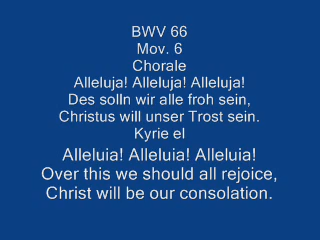 BWV 66
Mov. 6
Chorale
Alleluja! Alleluja! Alleluja!
Des solln wir alle froh sein,
Christus will unser Trost sein.
Kyrie el
Alleluia! Alleluia! Alleluia!
Over this we should all rejoice,
Christ will be our consolation.